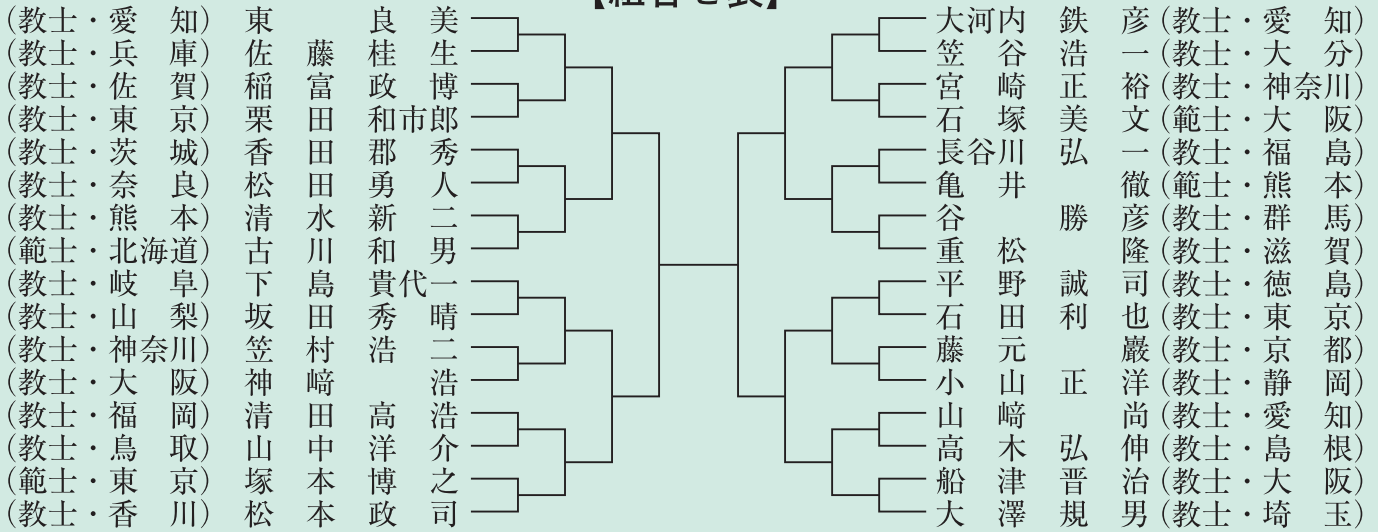 【組合せ表】
(教士・愛知) 東 良美
(教士・兵庫) 佐藤桂生
(教士・佐賀) 稲富政博
(教士・東京) 栗田和市郎
(教士・茨城) 香田郡秀
(教士・奈良) 松田勇人
(教士・熊本) 清水新二
(範士・北海道) 古川和男
(教士・岐阜) 下島貴代一
(教士・山梨) 坂田秀晴
(教士・神奈川) 笠村浩二
(教士・大阪) 神﨑 浩
(教士・福岡) 清田高浩
(教士・鳥取) 山中洋介
(範士・東京) 塚本博之
(教士・香川) 松本政司
大河内鉄彦 (教士・愛知)
笠谷浩一 (教士・大分)
宮崎正裕 (教士・神奈川)
石塚美文 (範士・大阪)
長谷川弘一 (教士・福島)
亀井 徹 (範士・熊本)
谷 勝彦 (教士・群馬)
重松 隆 (教士・滋賀)
平野誠司 (教士・徳島)
石田利也 (教士・東京)
藤元 巖 (教士・京都)
小山正洋 (教士・静岡)
山﨑 尚 (教士・愛知)
高木弘伸 (教士・島根)
船津晋治 (教士・大阪)
大澤規男 (教士・埼玉)